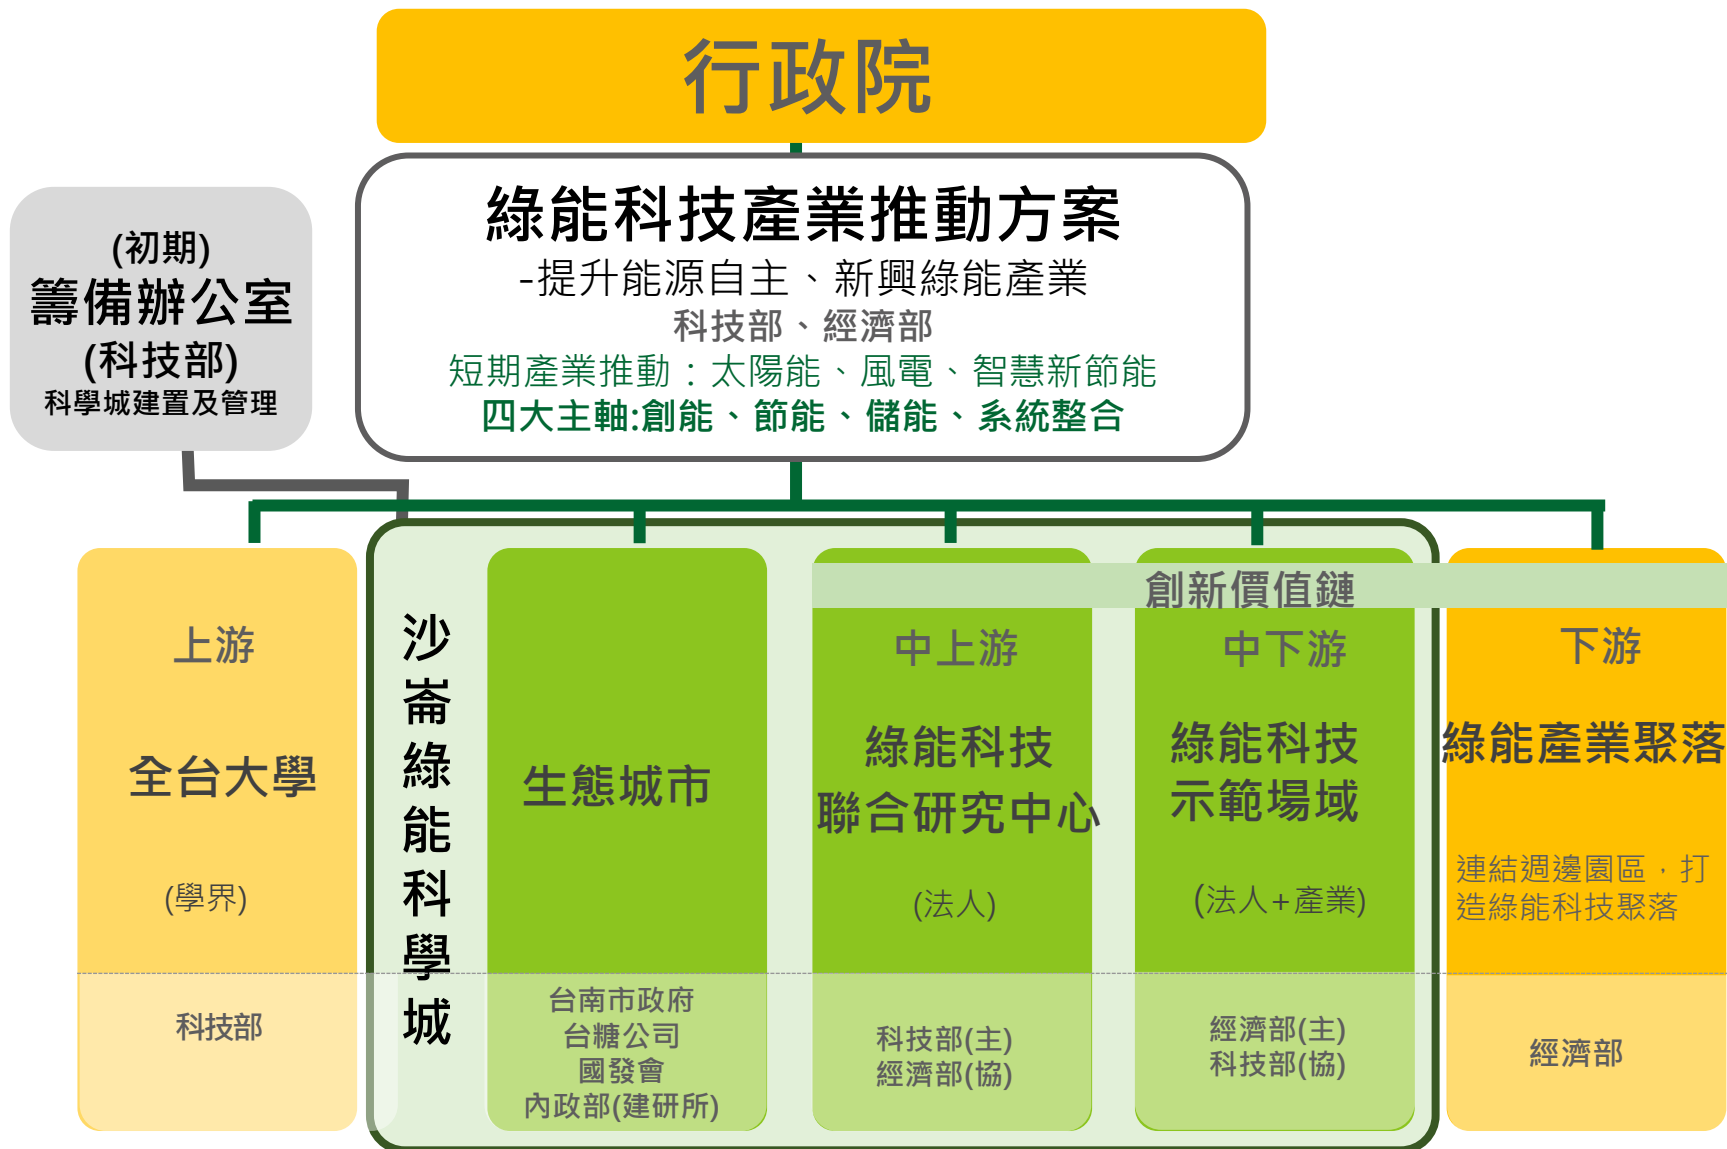 行政院
綠能科技產業推動方案
-提升能源自主、新興綠能產業
科技部、經濟部
短期產業推動：太陽能、風電、智慧新節能
四大主軸:創能、節能、儲能、系統整合
(初期)
籌備辦公室
(科技部)
科學城建置及管理
沙崙綠能科學城
創新價值鏈
上游
全台大學
(學界)
科技部
生態城市
台南市政府
台糖公司
國發會
內政部(建研所)
中上游
綠能科技
聯合研究中心
(法人)
科技部(主)
經濟部(協)
中下游
綠能科技
示範場域
(法人+產業)
經濟部(主)
科技部(協)
下游
綠能產業聚落
連結週邊園區，打
造綠能科技聚落
經濟部